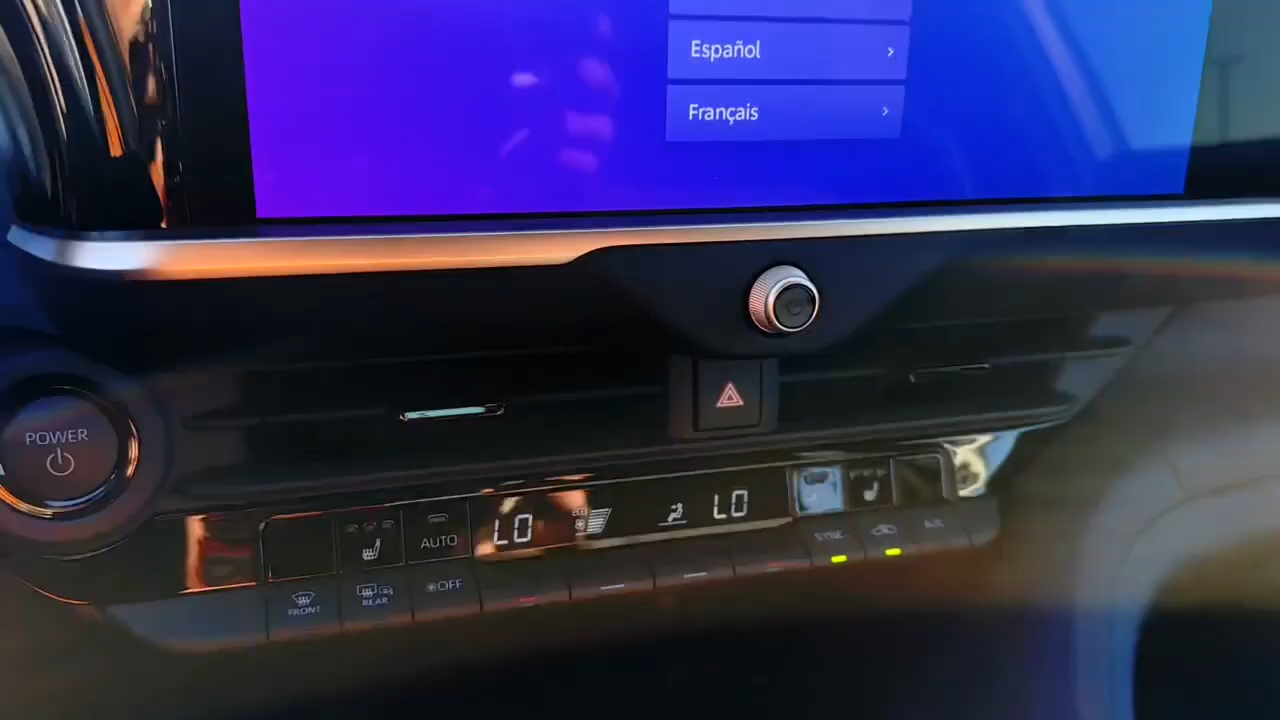 Español
Français
POWER
AUTO
LO
LO
SYNC
A/C
FRONT
REAR
OFF